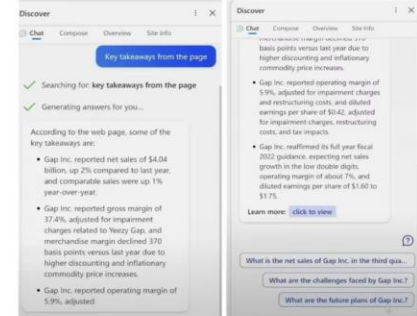 Discover
Chat Compose Overview Site Info
Key takeaways from the page
Searching for: key takeaways from the page
Generating answers for you...
According to the web page, some of the
key takeaways are:
• Gap Inc. reported net sales of $4.04
billion, up 2% compared to last year,
and comparable sales were up 1%
year-over-year.
• Gap Inc. reported gross margin of
37.4%, adjusted for impairment
charges related to Yeezy Gap, and
merchandise margin declined 370
basis points versus last year due to
higher discounting and inflationary
commodity price increases.
• Gap Inc. reported operating margin of
5.9%, adjusted
Discover
Chat Compose Overview Site Info
merchandise margin declined 370
basis points versus last year due to
higher discounting and inflationary
commodity price increases.
• Gap Inc. reported operating margin of
5.9%, adjusted for impairment charges
and restructuring costs, and diluted
earnings per share of $0.42, adjusted
for impairment charges, restructuring
costs, and tax impacts.
• Gap Inc. reaffirmed its full year fiscal
2022 guidance, expecting net sales
growth in the low double digits,
operating margin of about 7%, and
diluted earnings per share of $1.60 to
$1.75.
Learn more: click to view
What is the net sales of Gap Inc. in the third qua...
What are the challenges faced by Gap Inc.?
What are the future plans of Gap Inc.?